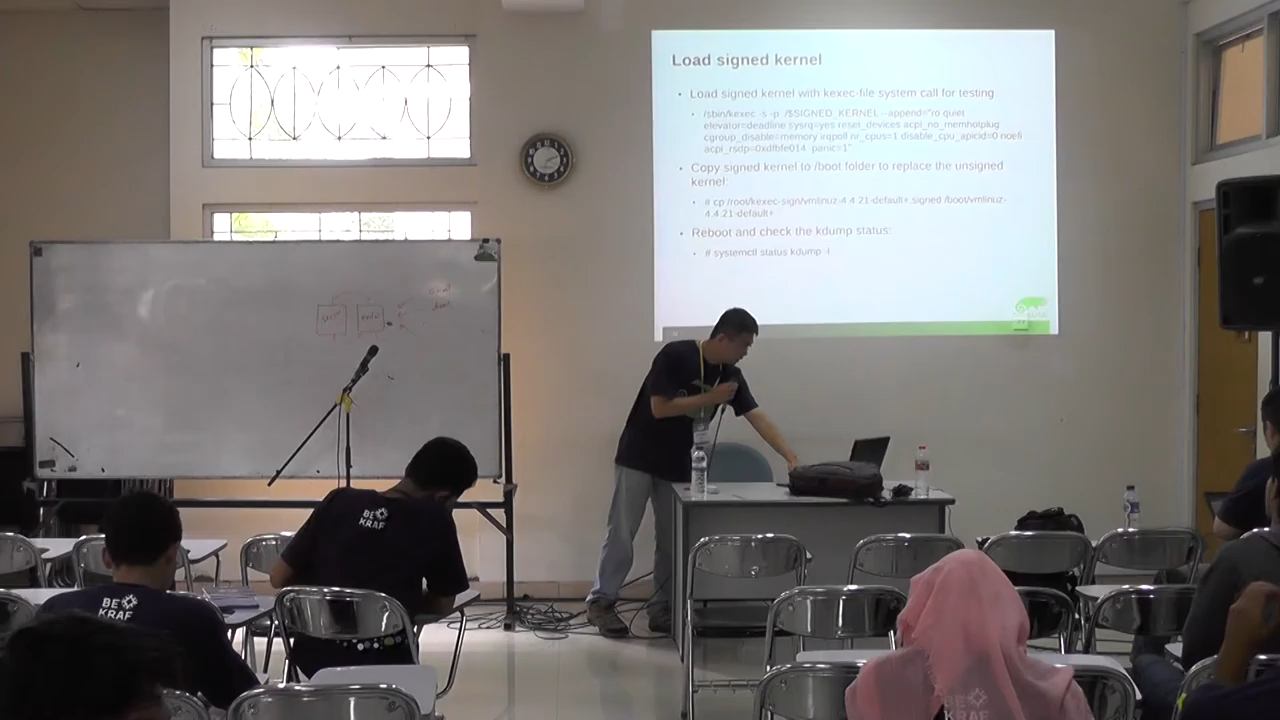 Load signed kernel
• Load signed kernel with kexec-file system call for testing
• /sbin/kexec -s -p ./$SIGNED_KERNEL --append="ro quiet
elevator=deadline sysrq=yes reset_devices acpi_no_memhotplug
cgroup_disable=memory irqpoll nr_cpus=1 disable_cpu_apicid=0 noefi
acpi_rsdp=0xdfbfe014 panic=1"
• Copy signed kernel to /boot folder to replace the unsigned
kernel:
• # cp /root/kexec-sign/vmlinuz-4.4.21-default+.signed /boot/vmlinuz-
4.4.21-default+
• Reboot and check the kdump status:
• # systemctl status kdump -l
SUSE
BE
KRAF
BE
KRAF
BE
KRAF